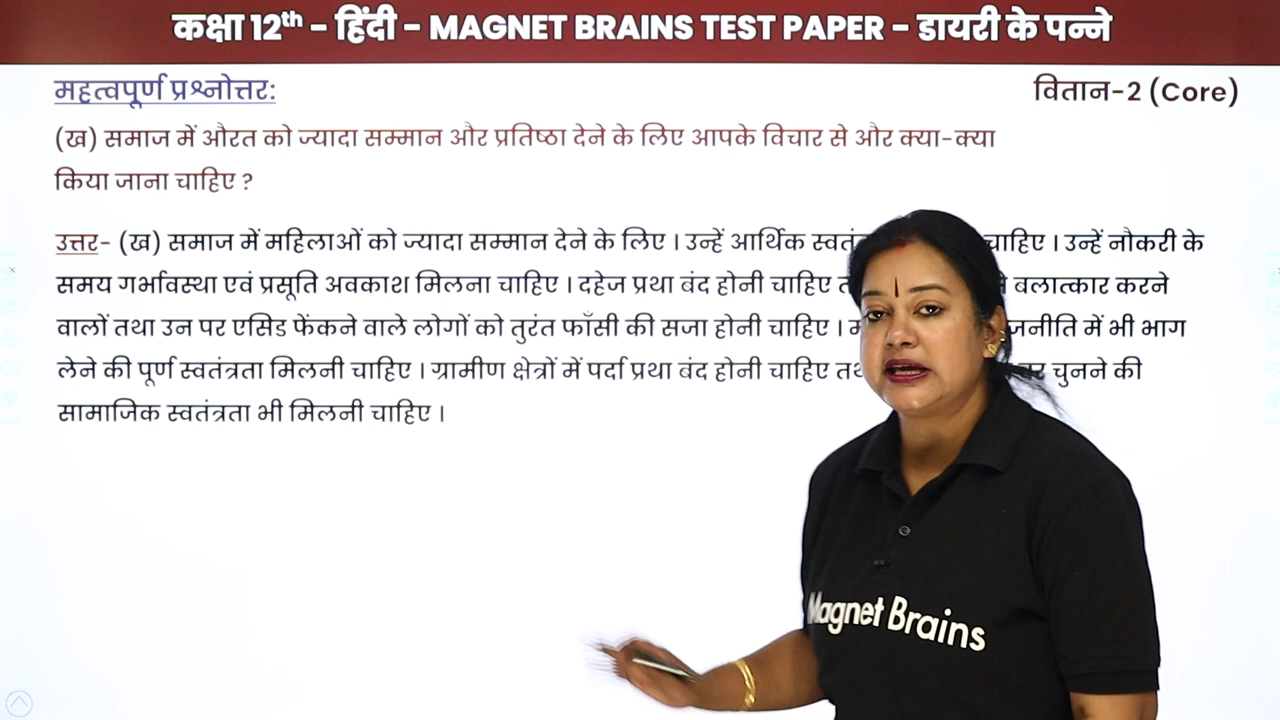 कक्षा 12th - हिंदी - MAGNET BRAINS TEST PAPER - डायरी के पन्ने
महत्वपूर्ण प्रश्नोत्तर:
वितान-2 (Core)
(ख) समाज में औरत को ज्यादा सम्मान और प्रतिष्ठा देने के लिए आपके विचार से और क्या-क्या
किया जाना चाहिए ?
उत्तर- (ख) समाज में महिलाओं को ज्यादा सम्मान देने के लिए । उन्हें आर्थिक चाहिए । उन्हें नौकरी के
समय गर्भावस्था एवं प्रसूति अवकाश मिलना चाहिए । दहेज प्रथा बंद होनी चाहिए बलात्कार करने
वालों तथा उन पर एसिड फेंकने वाले लोगों को तुरंत फाँसी की सजा होनी चाहिए । में भी भाग
लेने की पूर्ण स्वतंत्रता मिलनी चाहिए । ग्रामीण क्षेत्रों में पर्दा प्रथा बंद होनी चाहिए चुनने की
सामाजिक स्वतंत्रता भी मिलनी चाहिए ।
Magnet Brains